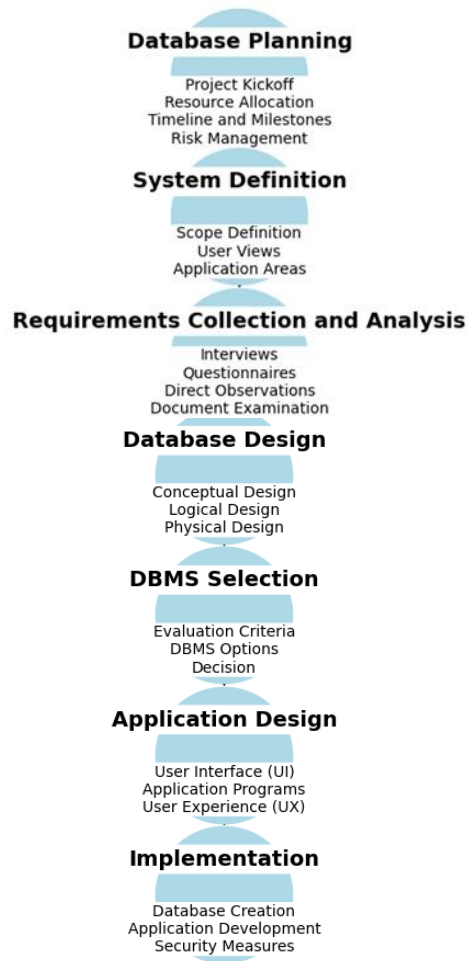 Database Planning
Project Kickoff
Resource Allocation
Timeline and Milestones
Risk Management
System Definition
Scope Definition
User Views
Application Areas
Requirements Collection and Analysis
Interviews
Questionnaires
Direct Observations
Document Examination
Database Design
Conceptual Design
Logical Design
Physical Design
DBMS Selection
Evaluation Criteria
DBMS Options
Decision
Application Design
User Interface (UI)
Application Programs
User Experience (UX)
Implementation
Database Creation
Application Development
Security Measures